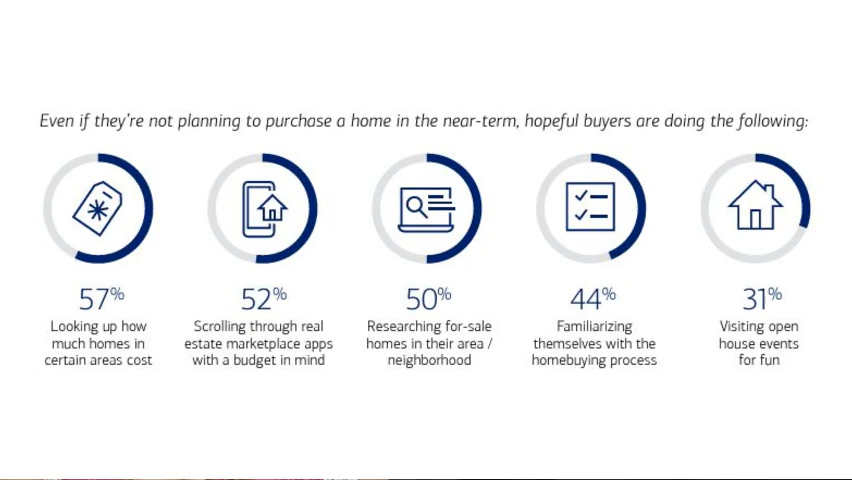 Even if they're not planning to purchase a home in the near-term, hopeful buyers are doing the following:
57%
Looking up how
much homes in
certain areas cost
52%
Scrolling through real
estate marketplace apps
with a budget in mind
50%
Researching for-sale
homes in their area /
neighborhood
44%
Familiarizing
themselves with the
homebuying process
31%
Visiting open
house events
for fun